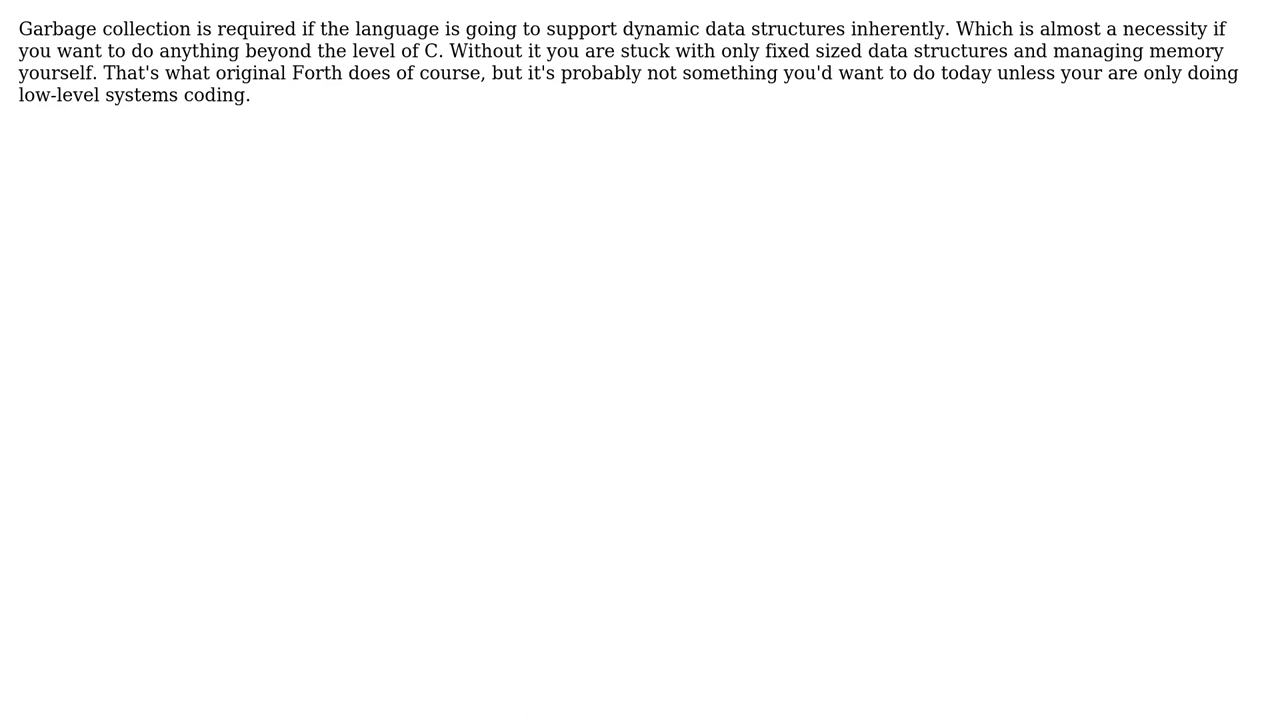 Garbage collection is required if the language is going to support dynamic data structures inherently. Which is almost a necessity if
you want to do anything beyond the level of C. Without it you are stuck with only fixed sized data structures and managing memory
yourself. That's what original Forth does of course, but it's probably not something you'd want to do today unless your are only doing
low-level systems coding.